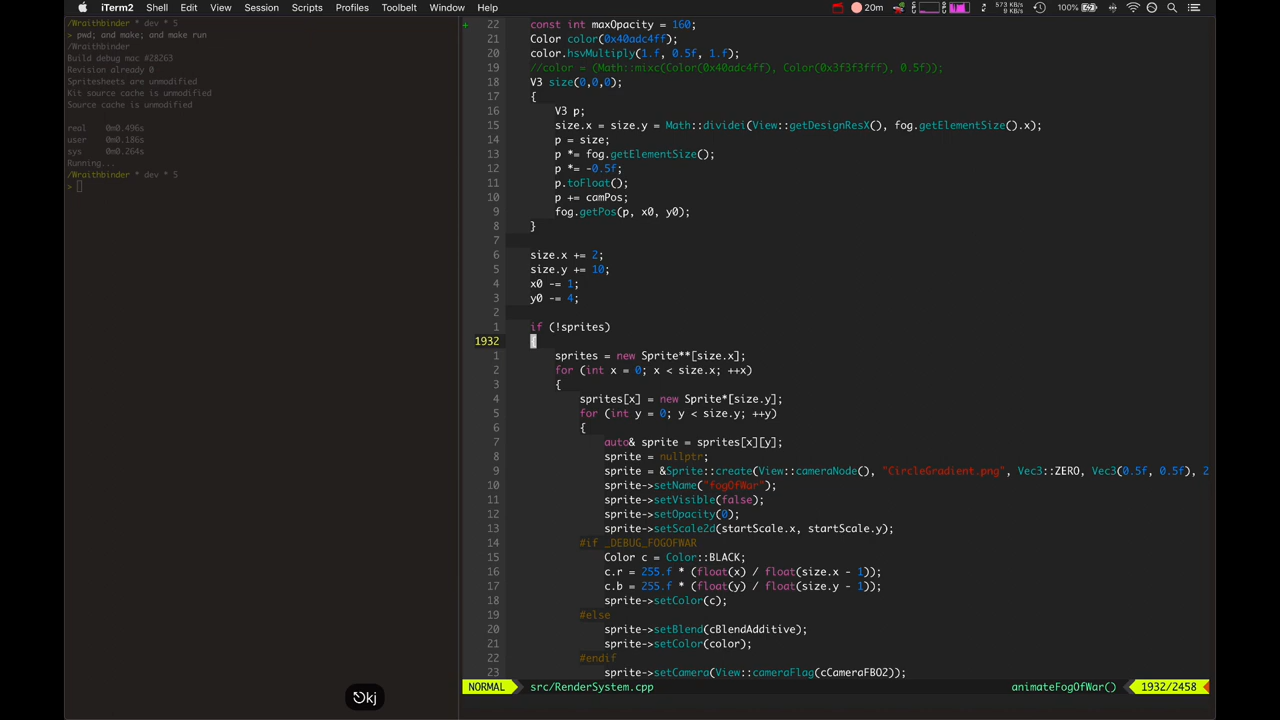 iTerm2 Shell Edit View Session Scripts Profiles Toolbelt Window Help 20m 573 KB/s 9 KB/s 100%
/Wraithbinder * dev * 5
> pwd; and make; and make run
/Wraithbinder
Build debug mac #28263
Revision already 0
Spritesheets are unmodified
Kit source cache is unmodified
Source cache is unmodified
real 0m0.496s
user 0m0.186s
sys 0m0.264s
Running...
/Wraithbinder * dev * 5
>
+ 22 const int maxOpacity = 160;
21 Color color(0x40adc4ff);
20 color.hsvMultiply(1.f, 0.5f, 1.f);
19 //color = (Math::mixc(Color(0x40adc4ff), Color(0x3f3f3fff), 0.5f));
18 V3 size(0,0,0);
17 {
16 V3 p;
15 size.x = size.y = Math::dividei(View::getDesignResX(), fog.getElementSize().x);
14 p = size;
13 p *= fog.getElementSize();
12 p *= -0.5f;
11 p.toFloat();
10 p += camPos;
9 fog.getPos(p, x0, y0);
8 }
7
6 size.x += 2;
5 size.y += 10;
4 x0 -= 1;
3 y0 -= 4;
2
1 if (!sprites)
1932 {
1 sprites = new Sprite**[size.x];
2 for (int x = 0; x < size.x; ++x)
3 {
4 sprites[x] = new Sprite*[size.y];
5 for (int y = 0; y < size.y; ++y)
6 {
7 auto& sprite = sprites[x][y];
8 sprite = nullptr;
9 sprite = &Sprite::create(View::cameraNode(), "CircleGradient.png", Vec3::ZERO, Vec3(0.5f, 0.5f), 2
10 sprite->setName("fogOfWar");
11 sprite->setVisible(false);
12 sprite->setOpacity(0);
13 sprite->setScale2d(startScale.x, startScale.y);
14 #if _DEBUG_FOGOFWAR
15 Color c = Color::BLACK;
16 c.r = 255.f * (float(x) / float(size.x - 1));
17 c.b = 255.f * (float(y) / float(size.y - 1));
18 sprite->setColor(c);
19 #else
20 sprite->setBlend(cBlendAdditive);
21 sprite->setColor(color);
22 #endif
23 sprite->setCamera(View::cameraFlag(cCameraFBO2));
NORMAL src/RenderSystem.cpp animateFogOfWar() 1932/2458
kj